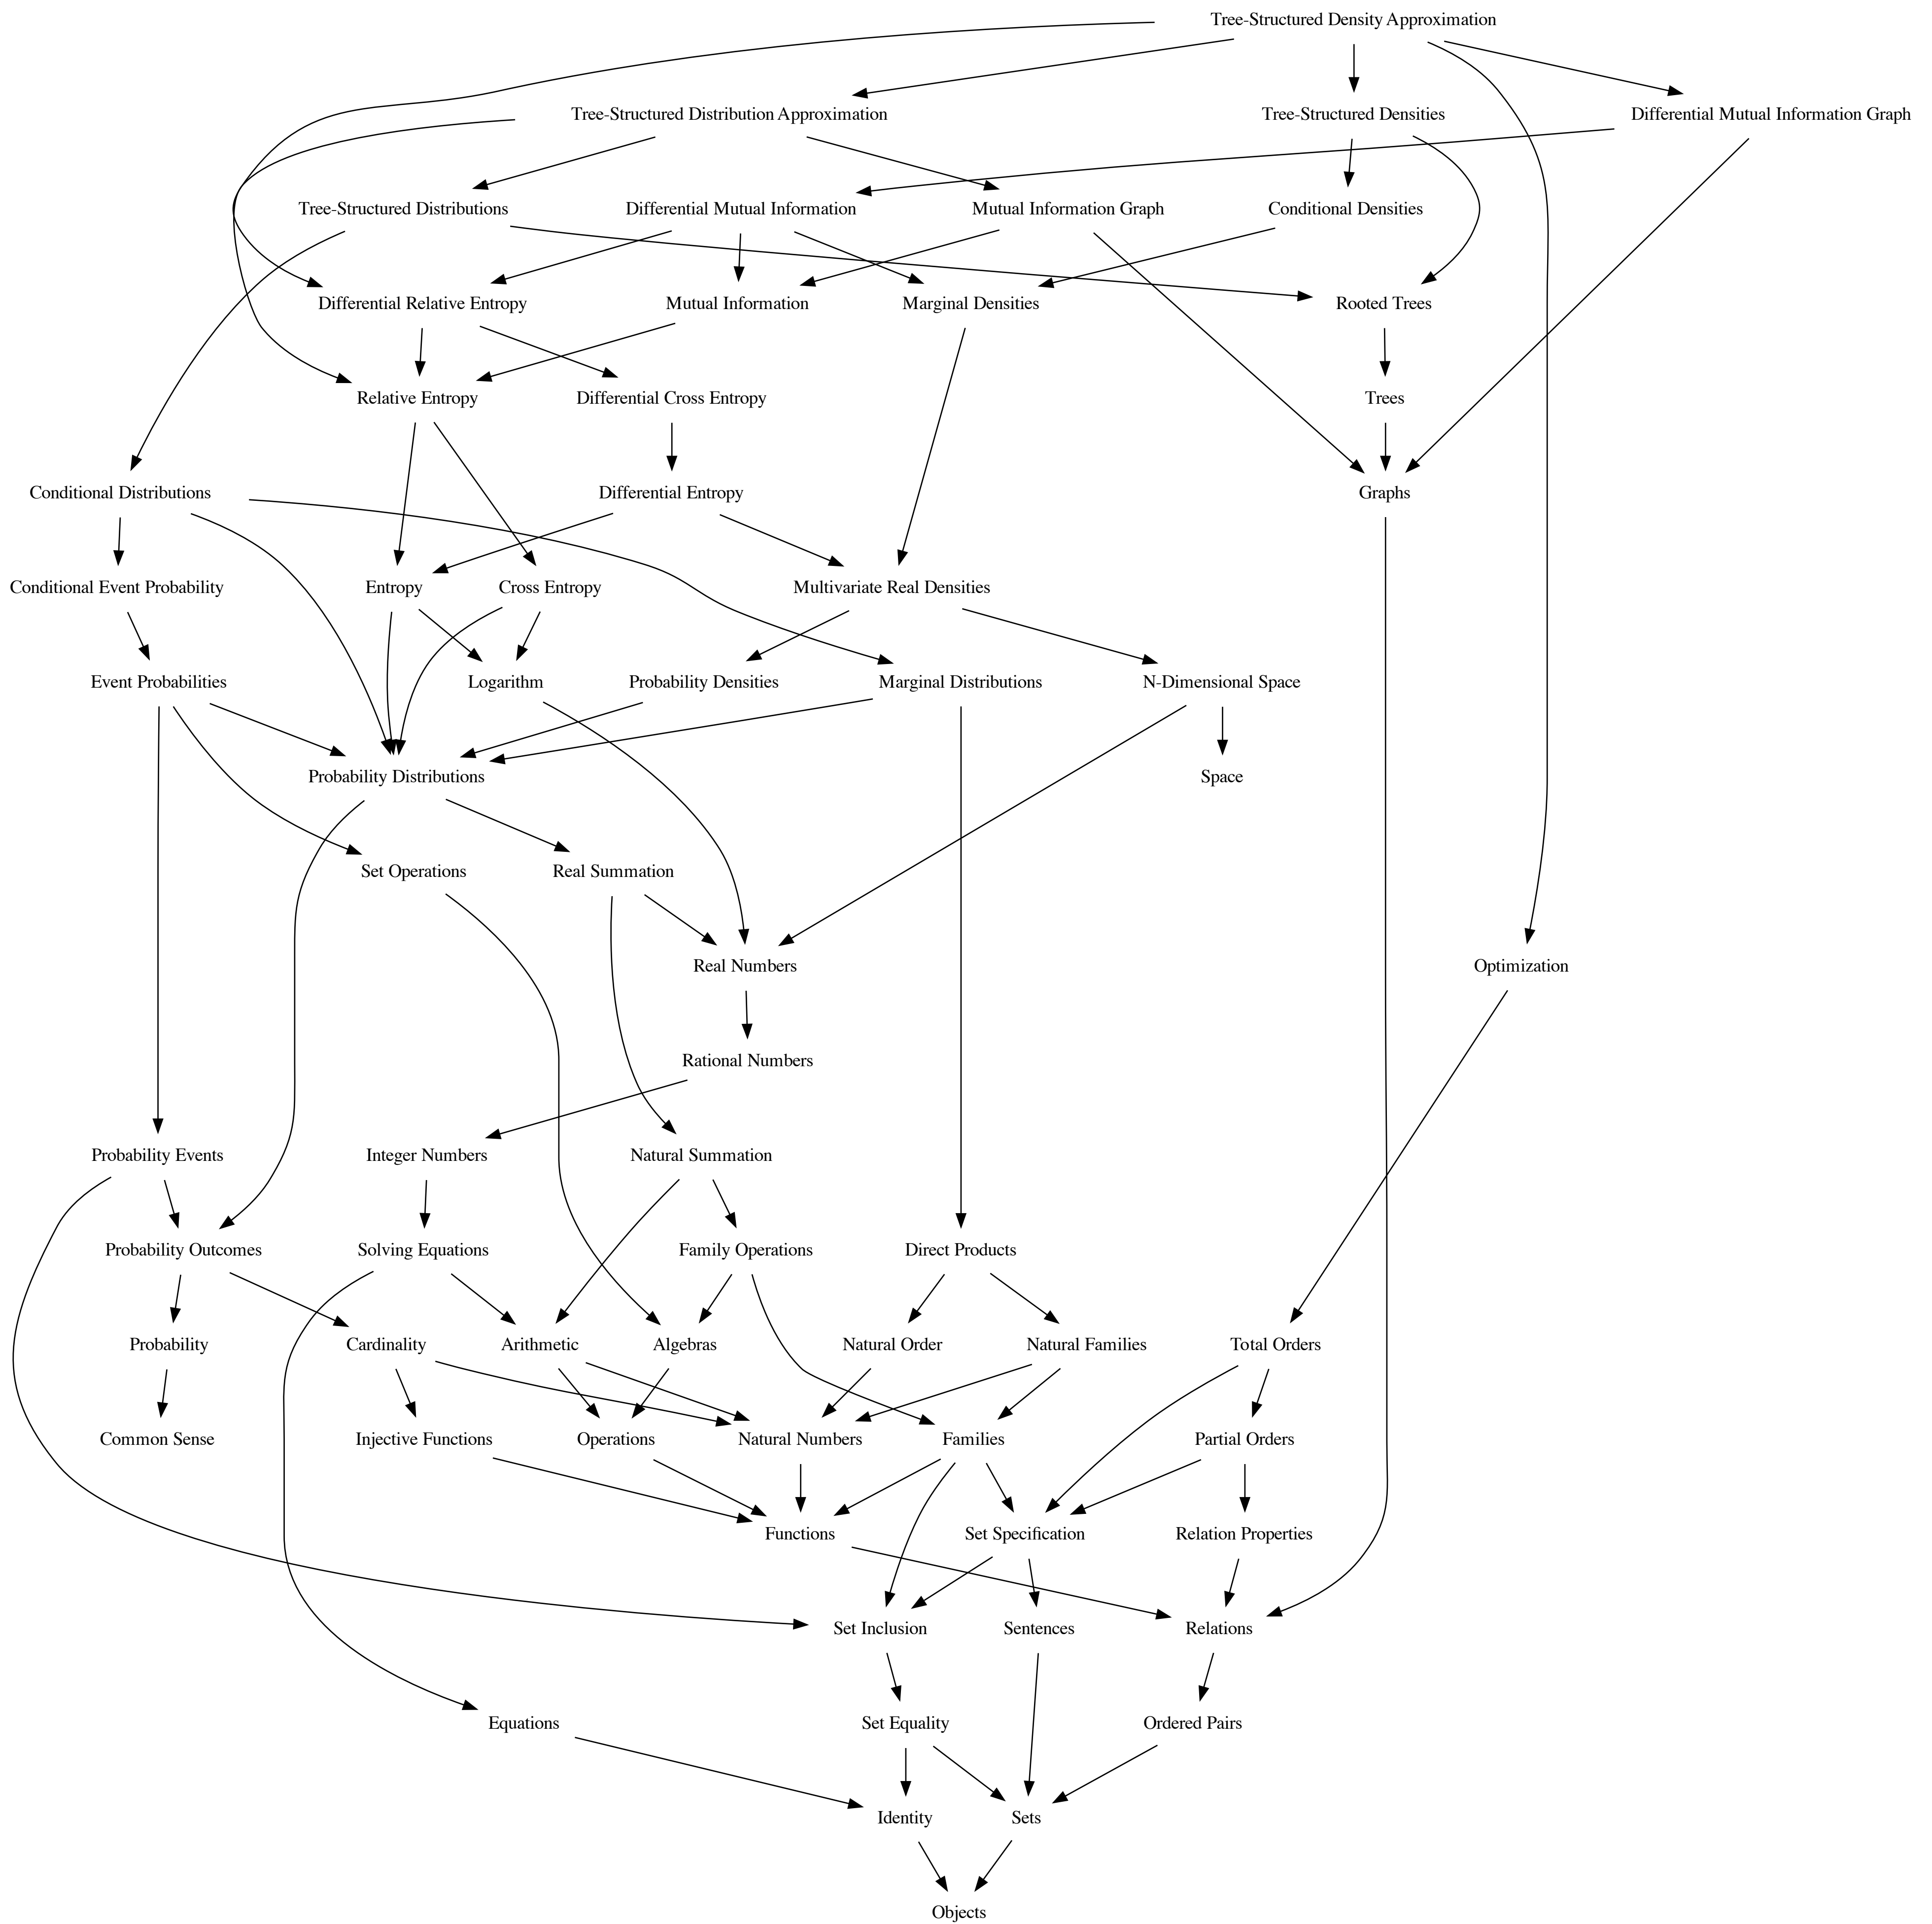 Tree-Structured Density Approximation
Tree-Structured Distribution Approximation
Tree-Structured Densities
Differential Mutual Information Graph
Tree-Structured Distributions
Differential Mutual Information
Mutual Information Graph
Conditional Densities
Differential Relative Entropy
Mutual Information
Marginal Densities
Rooted Trees
Relative Entropy
Differential Cross Entropy
Trees
Conditional Distributions
Differential Entropy
Graphs
Conditional Event Probability
Entropy
Cross Entropy
Multivariate Real Densities
Event Probabilities
Logarithm
Probability Densities
Marginal Distributions
N-Dimensional Space
Probability Distributions
Space
Set Operations
Real Summation
Real Numbers
Optimization
Rational Numbers
Probability Events
Integer Numbers
Natural Summation
Probability Outcomes
Solving Equations
Family Operations
Direct Products
Probability
Cardinality
Arithmetic
Algebras
Natural Order
Natural Families
Total Orders
Common Sense
Injective Functions
Operations
Natural Numbers
Families
Partial Orders
Functions
Set Specification
Relation Properties
Set Inclusion
Sentences
Relations
Equations
Set Equality
Ordered Pairs
Identity
Sets
Objects